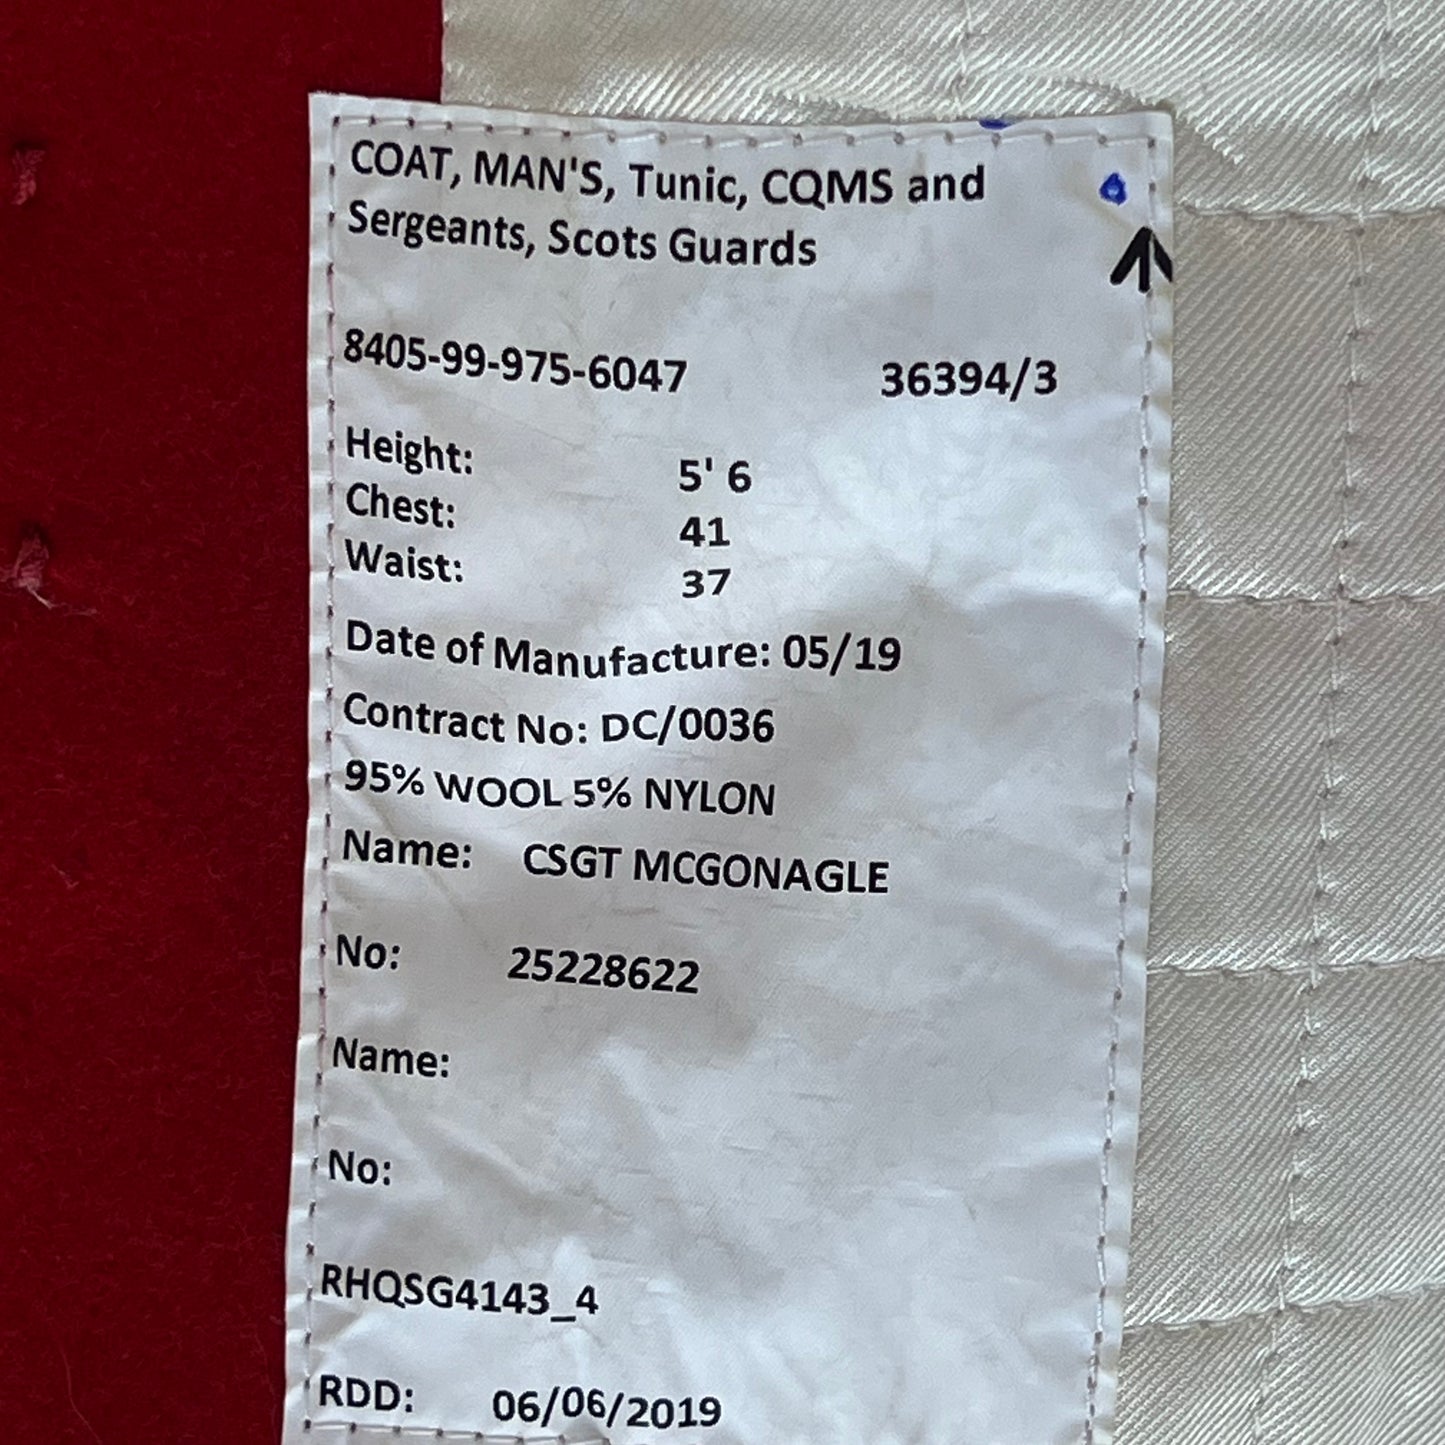 COAT, MAN'S, Tunic, CQMS and
Sergeants, Scots Guards
8405-99-975-6047 36394/3
Height: 5' 6
Chest: 41
Waist: 37
Date of Manufacture: 05/19
Contract No: DC/0036
95% WOOL 5% NYLON
Name: CSGT MCGONAGLE
No: 25228622
Name:
No:
RHQSG4143_4
RDD: 06/06/2019